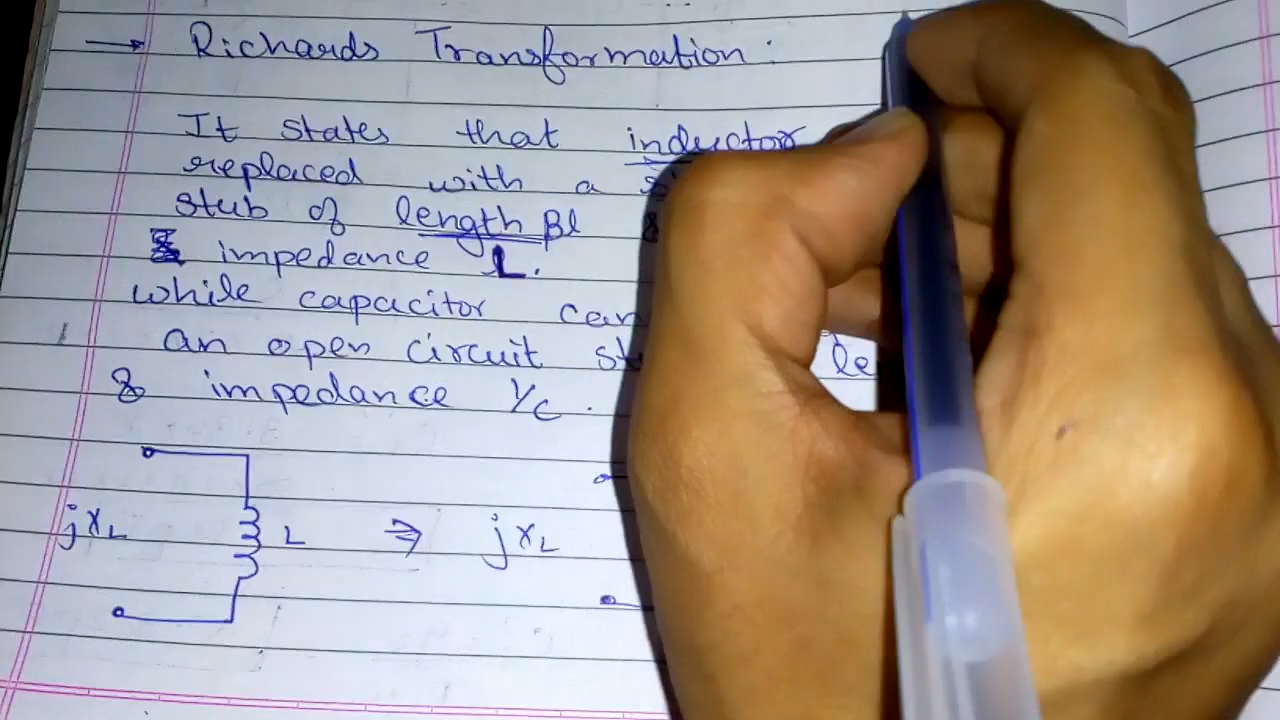 → Richards Transformation:
It states that inductor
replaced with a
stub of length βl &
impedance L.
while capacitor can
an open circuit
& impedance 1/C.
jXL L ⇒ jXL